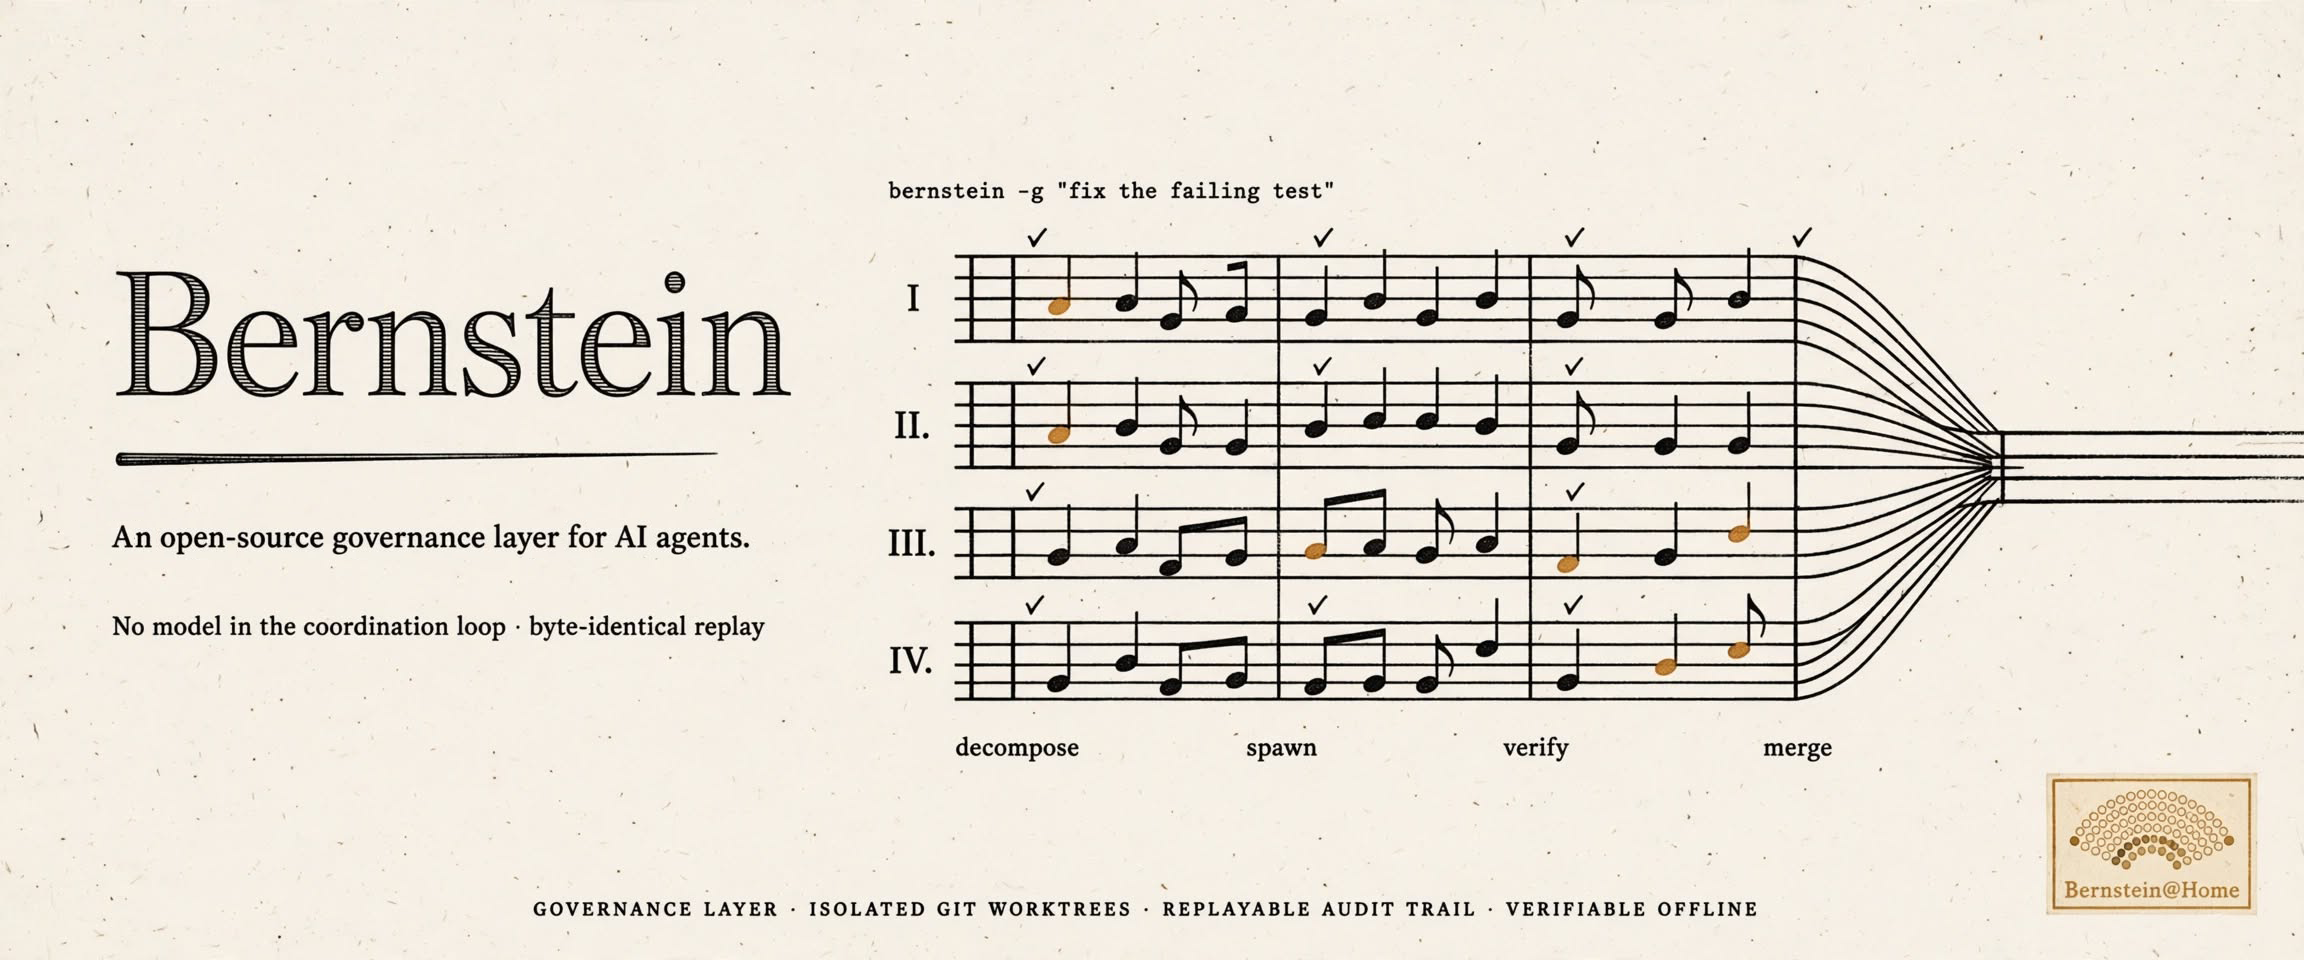 bernstein -g "fix the failing test"
Bernstein
An open-source governance layer for AI agents.
No model in the coordination loop · byte-identical replay
I
II.
III.
IV.
decompose spawn verify merge
Bernstein@Home
GOVERNANCE LAYER · ISOLATED GIT WORKTREES · REPLAYABLE AUDIT TRAIL · VERIFIABLE OFFLINE